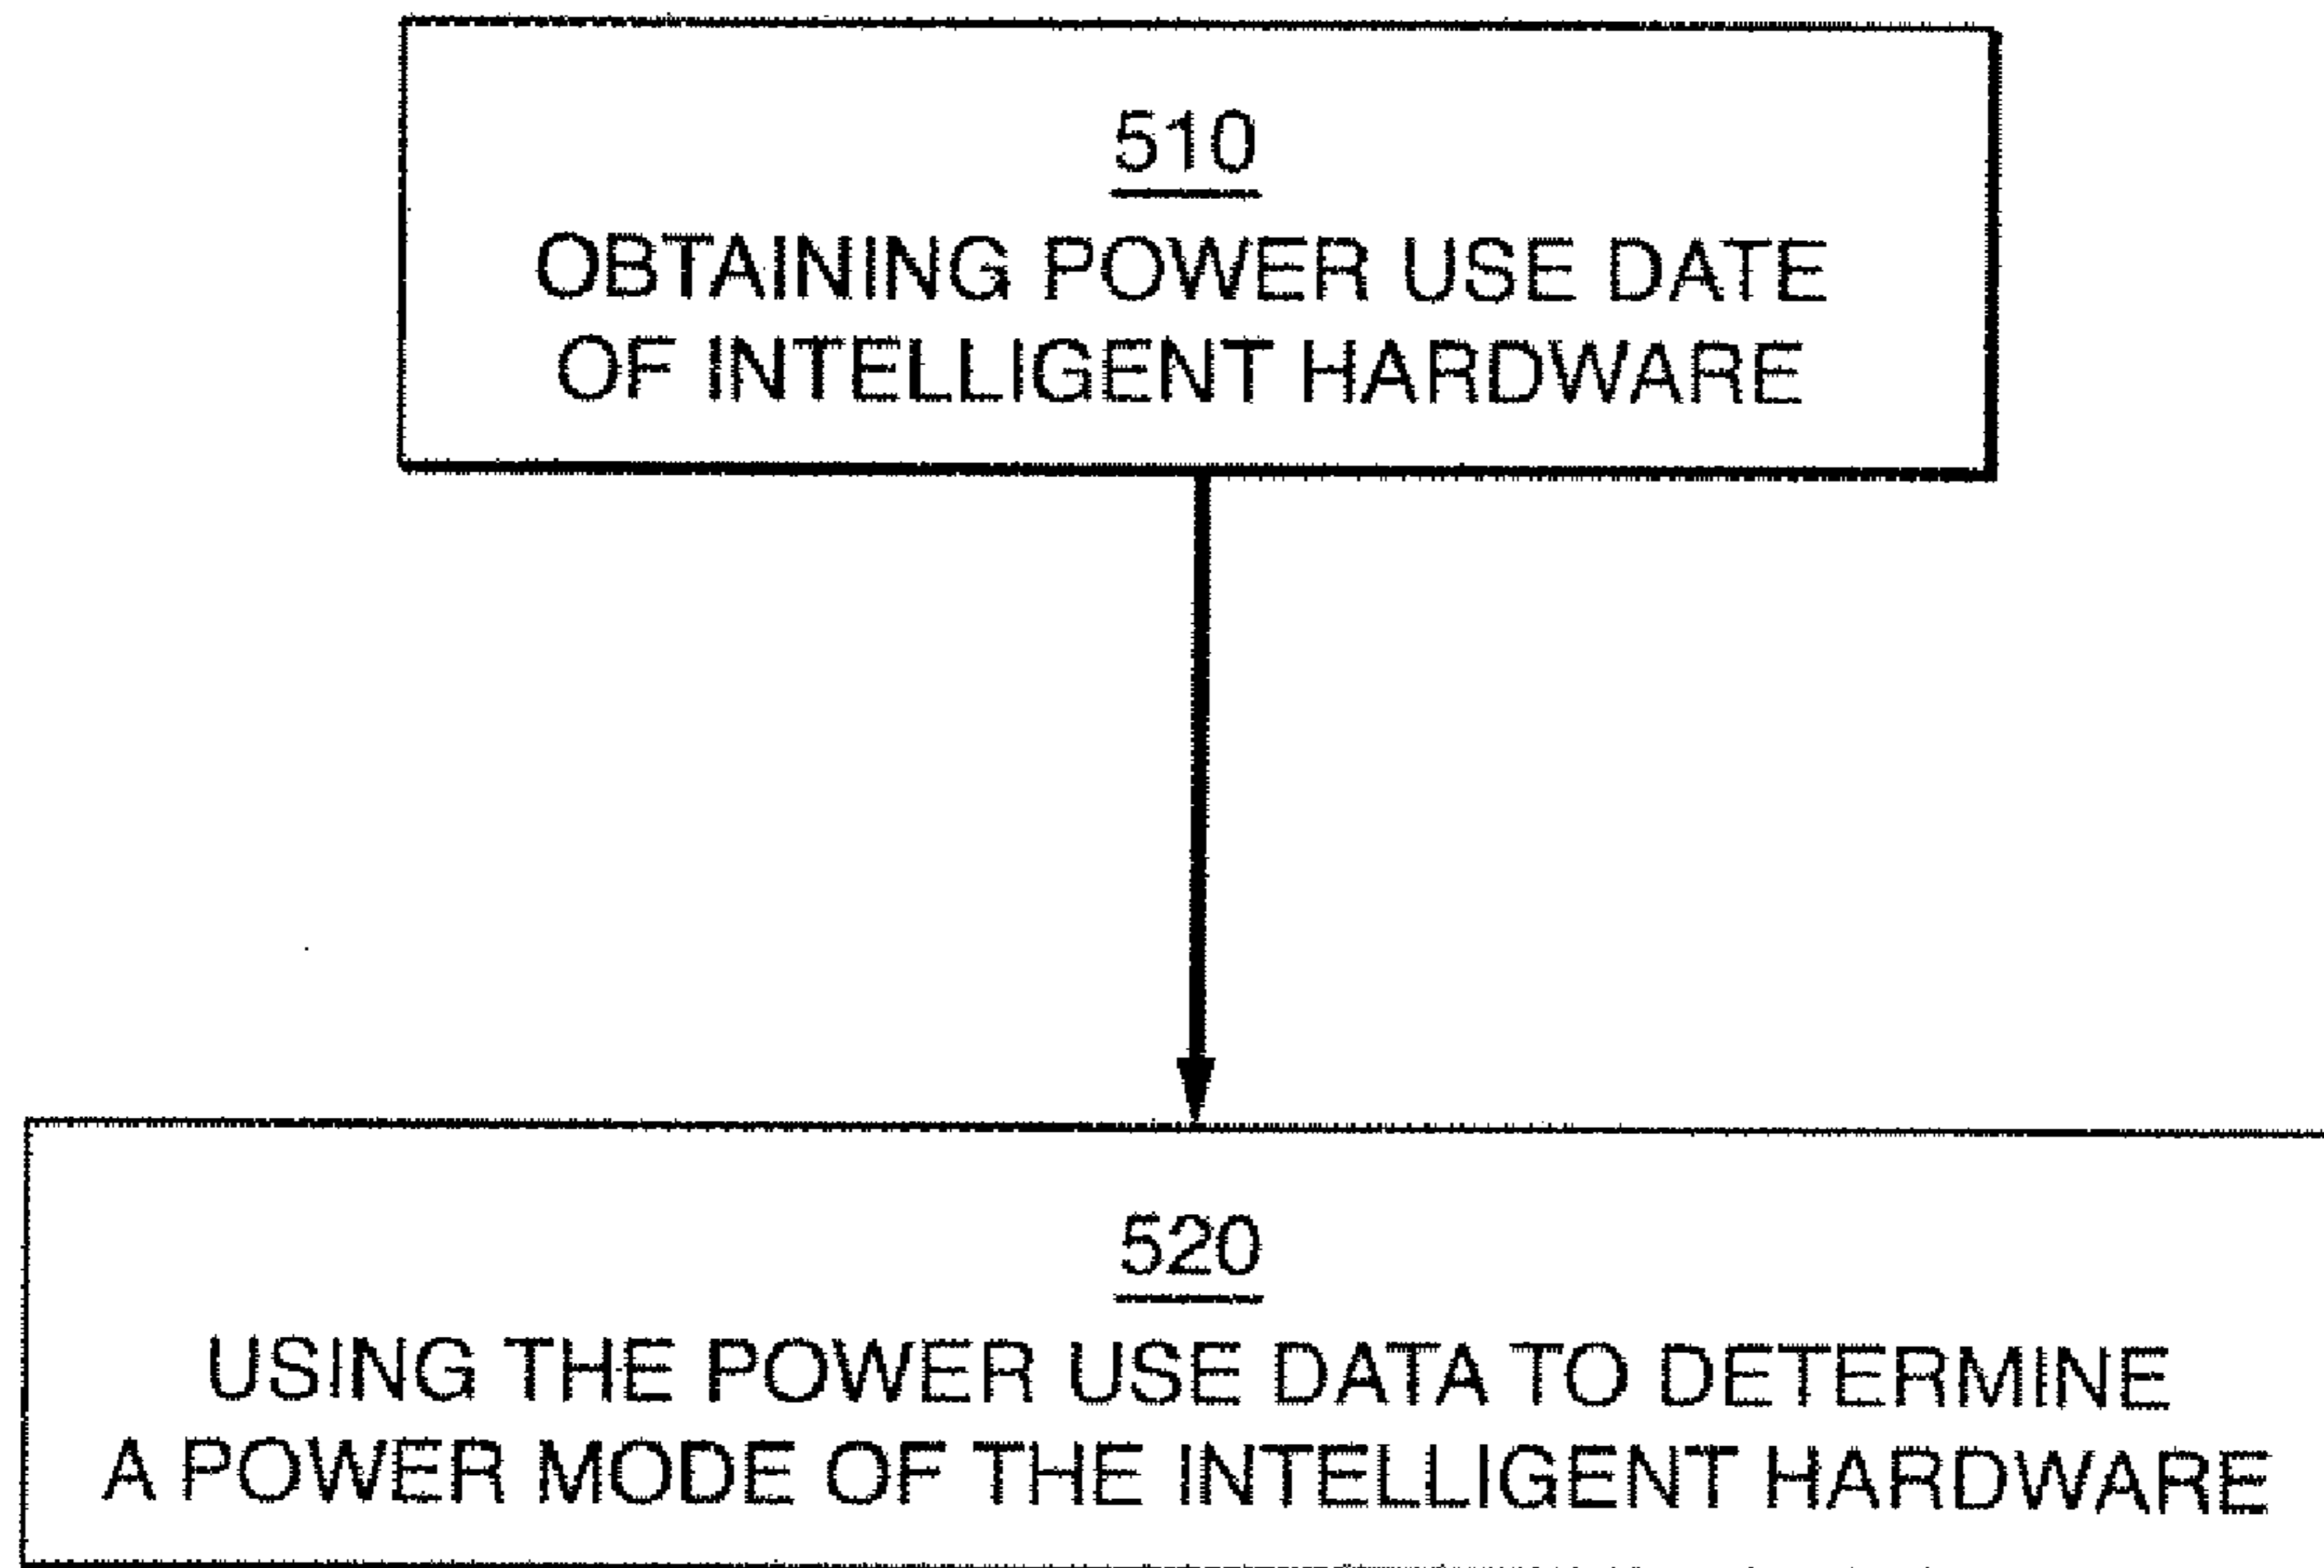 510
OBTAINING POWER USE DATE
OF INTELLIGENT HARDWARE
520
USING THE POWER USE DATA TO DETERMINE
A POWER MODE OF THE INTELLIGENT HARDWARE